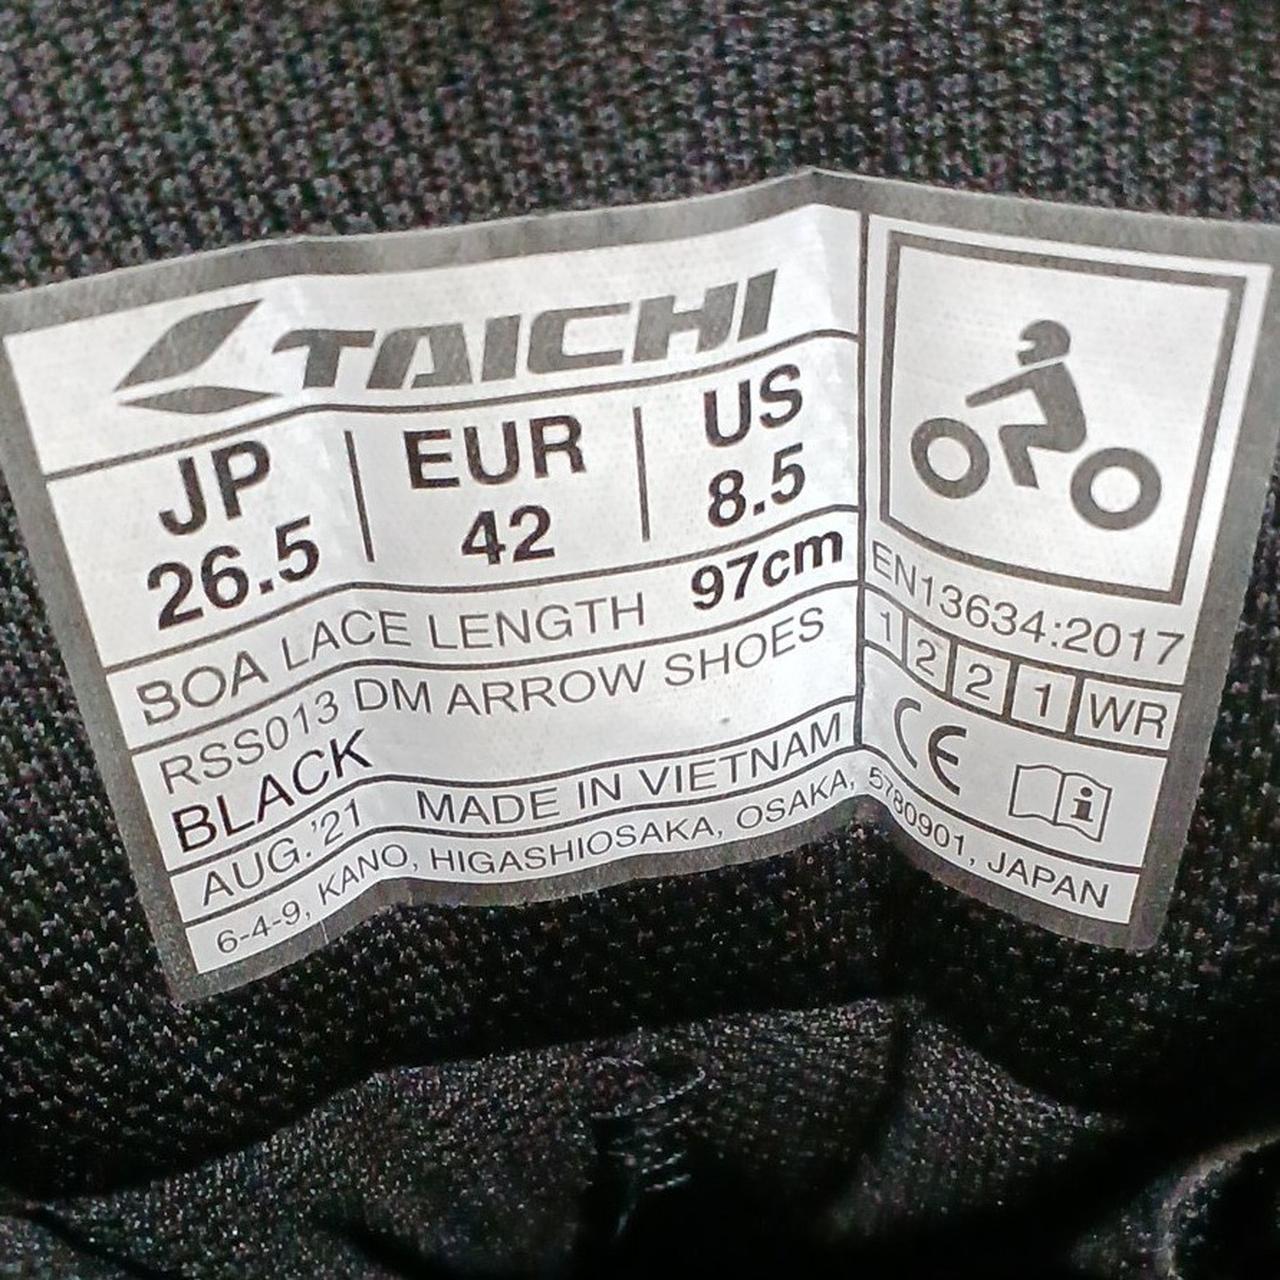 TAICHI
JP EUR US
26.5 42 8.5
BOA LACE LENGTH 97cm
RSS013 DM ARROW SHOES
BLACK
AUG.'21 MADE IN VIETNAM
6-4-9, KANO, HIGASHIOSAKA, OSAKA, 5780901, JAPAN
EN13634:2017
1 2 2 1 WR
CE i